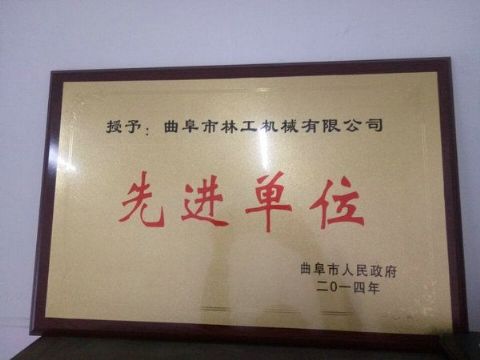 授予：曲阜市林工机械有限公司
先进单位
曲阜市人民政府
二〇一四年